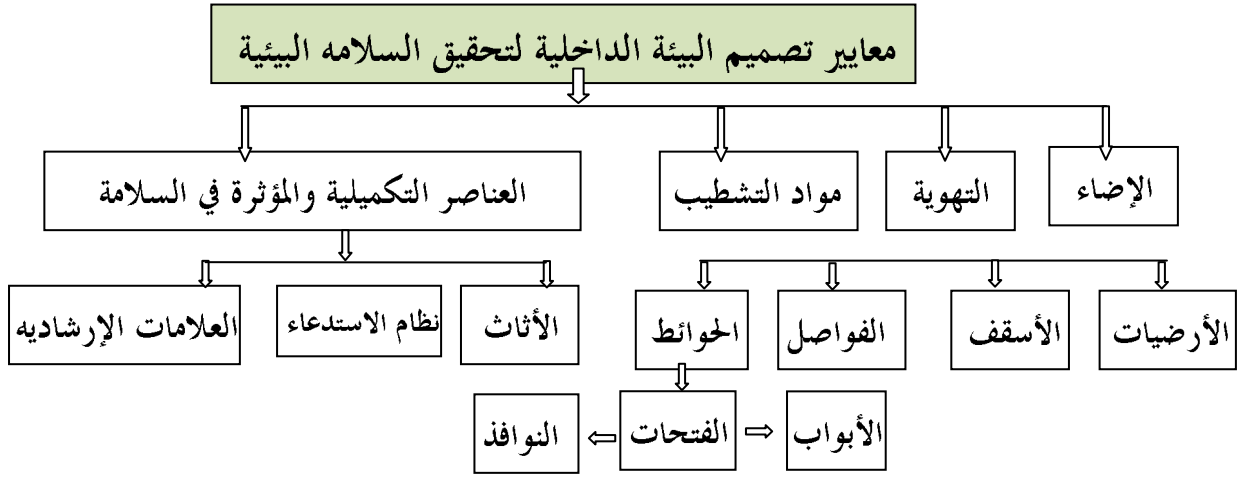 معايير تصميم البيئة الداخلية لتحقيق السلامه البيئية
الإضاء
التهوية
مواد التشطيب
العناصر التكميلية والمؤثرة في السلامة
الأرضيات
الأسقف
الفواصل
الحوائط
الأثاث
نظام الاستدعاء
العلامات الإرشاديه
الأبواب
الفتحات
النوافذ